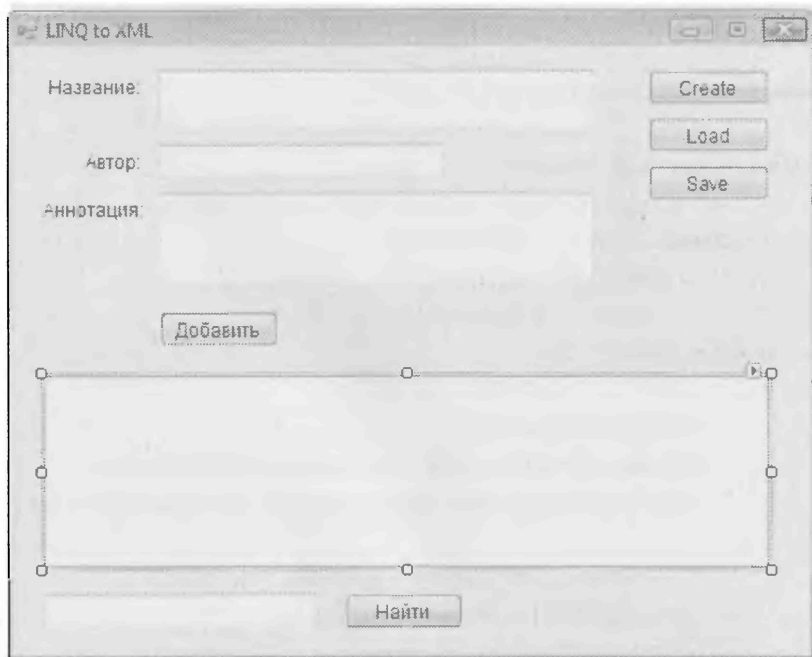 LINQ to XML
Название:
Create
Load
Автор:
Save
Аннотация:
Добавить
Найти